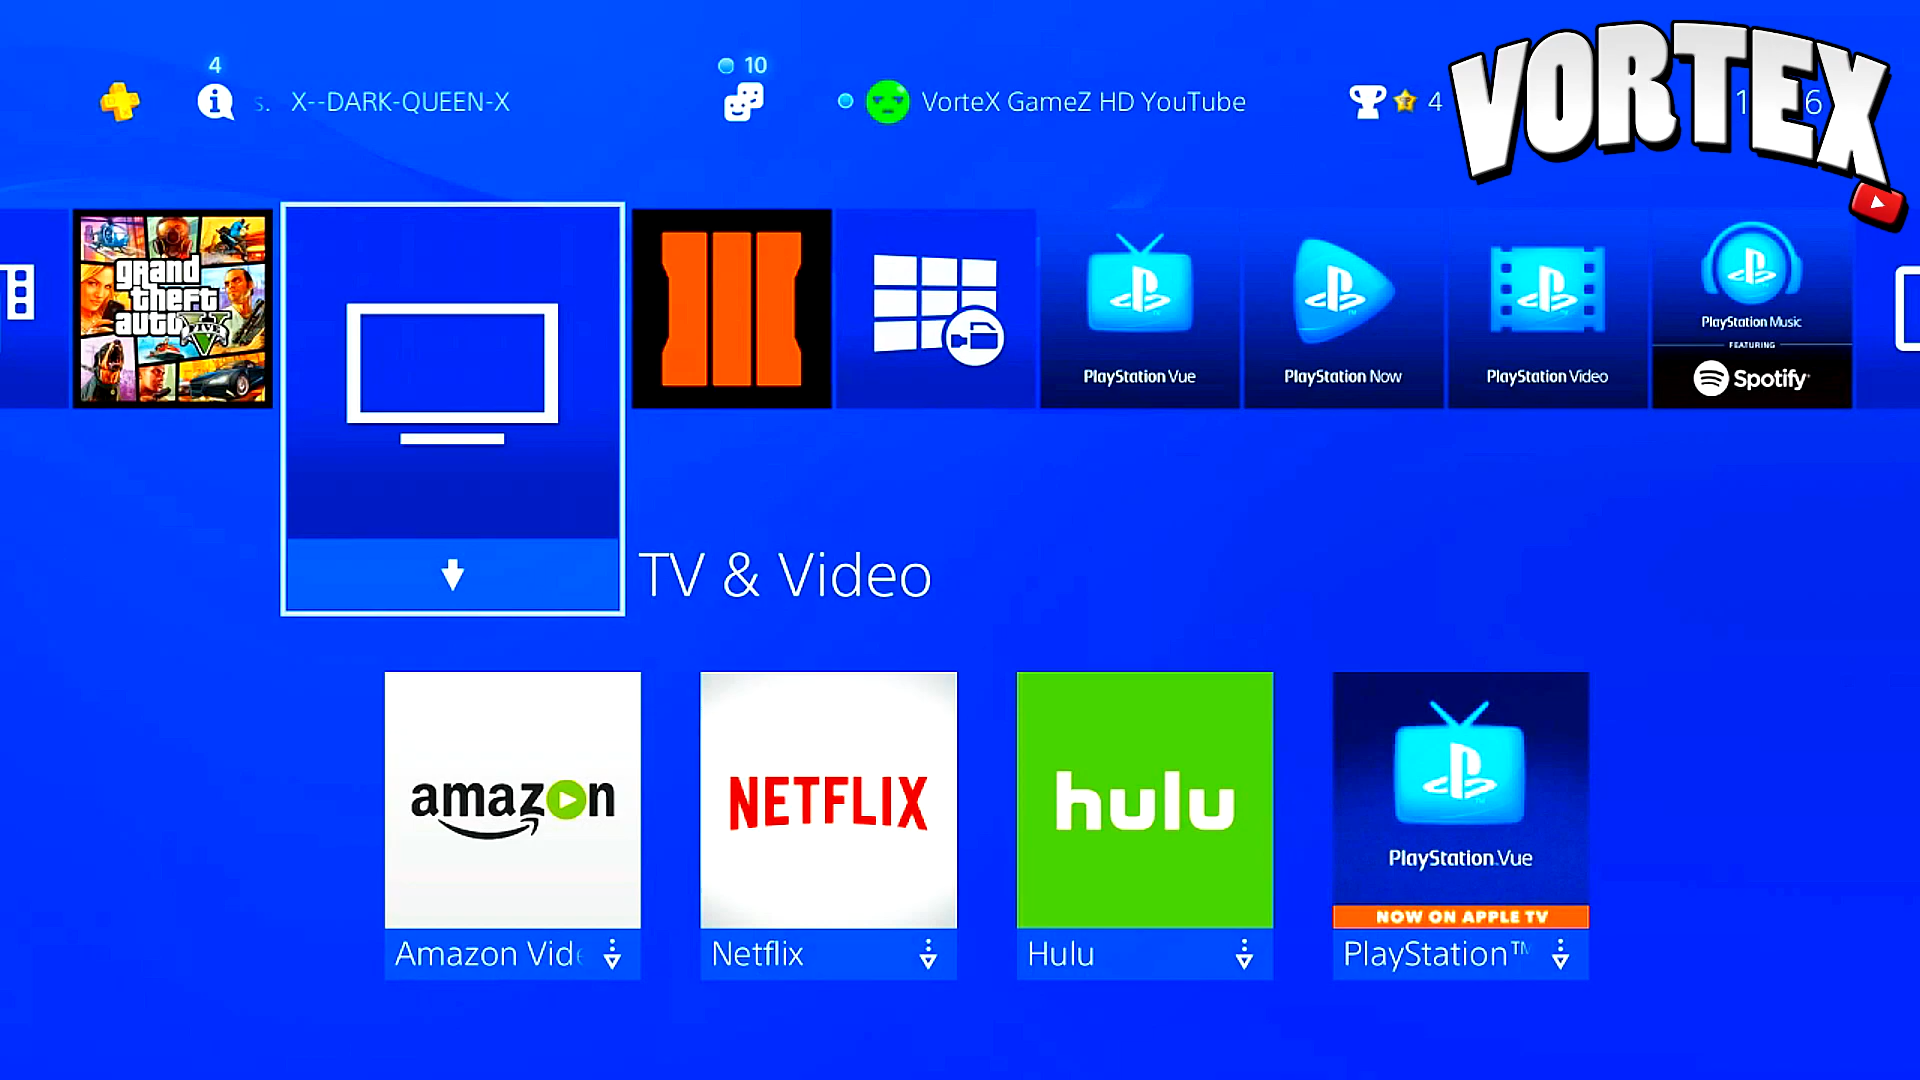 4
s. X--DARK-QUEEN-X
10
VorteX GameZ HD YouTube
4
VORTEX
grand
theft
auto
V
FIVE
PlayStation Vue
PlayStation Now
PlayStation Video
PlayStation Music
FEATURING
Spotify
TV & Video
amazon
NETFLIX
hulu
PlayStation Vue
NOW ON APPLE TV
Amazon Vide
Netflix
Hulu
PlayStation™